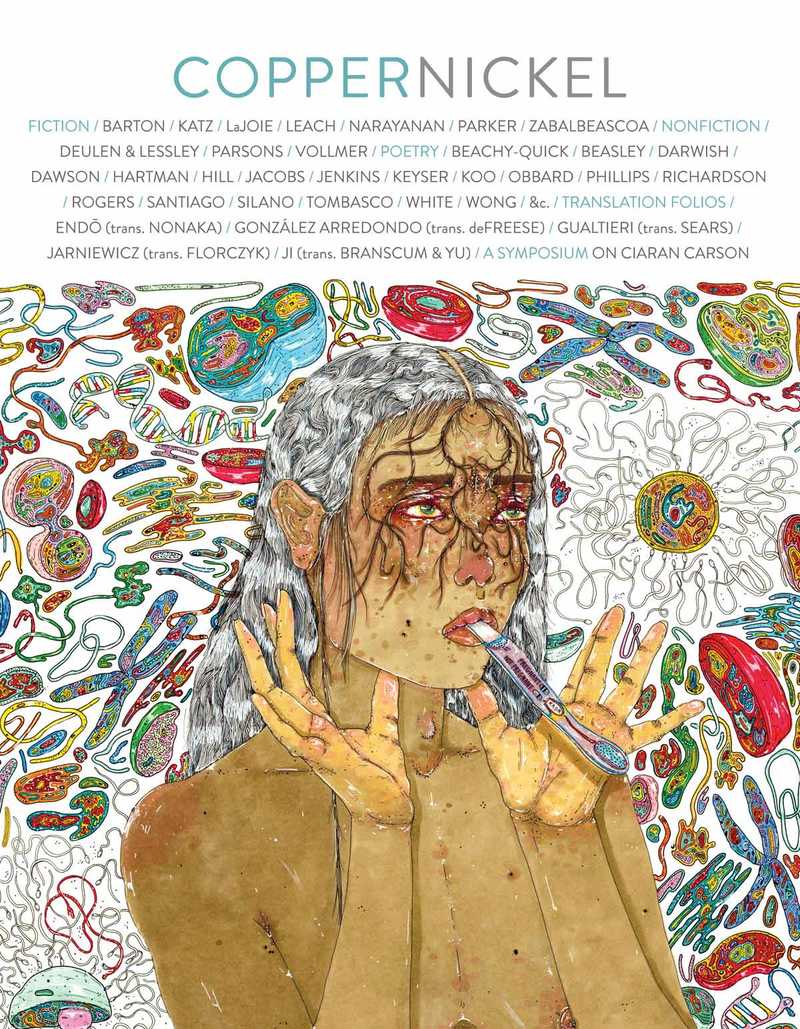 COPPERNICKEL
FICTION / BARTON / KATZ / LaJOIE / LEACH / NARAYANAN / PARKER / ZABALBEASCOA / NONFICTION /
DEULEN & LESSLEY / PARSONS / VOLLMER / POETRY / BEACHY-QUICK / BEASLEY / DARWISH /
DAWSON / HARTMAN / HILL / JACOBS / JENKINS / KEYSER / KOO / OBBARD / PHILLIPS / RICHARDSON
/ ROGERS / SANTIAGO / SILANO / TOMBASCO / WHITE / WONG / &c. / TRANSLATION FOLIOS /
ENDŌ (trans. NONAKA) / GONZÁLEZ ARREDONDO (trans. deFREESE) / GUALTIERI (trans. SEARS) /
JARNIEWICZ (trans. FLORCZYK) / JI (trans. BRANSCUM & YU) / A SYMPOSIUM ON CIARAN CARSON